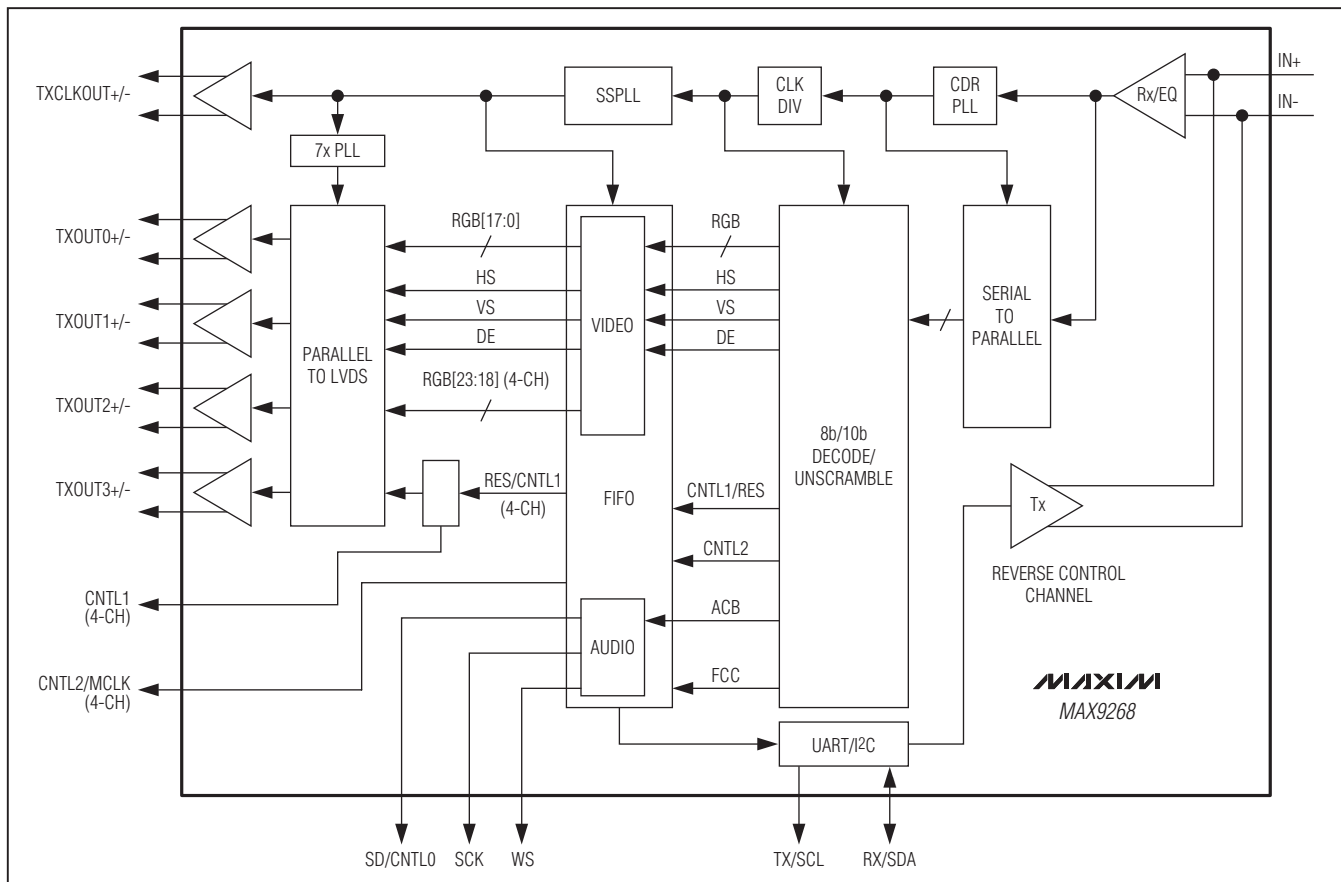 TXCLKOUT+/-
SSPLL
CLK
DIV
CDR
PLL
Rx/EQ
IN+
IN-
7x PLL
TXOUT0+/-
TXOUT1+/-
TXOUT2+/-
TXOUT3+/-
PARALLEL
TO LVDS
RGB[17:0]
HS
VS
DE
RGB[23:18] (4-CH)
RES/CNTL1
(4-CH)
VIDEO
FIFO
AUDIO
RGB
HS
VS
DE
CNTL1/RES
CNTL2
ACB
FCC
8b/10b
DECODE/
UNSCRAMBLE
SERIAL
TO
PARALLEL
Tx
REVERSE CONTROL
CHANNEL
CNTL1
(4-CH)
CNTL2/MCLK
(4-CH)
MAXIM
MAX9268
UART/I²C
SD/CNTL0
SCK
WS
TX/SCL
RX/SDA